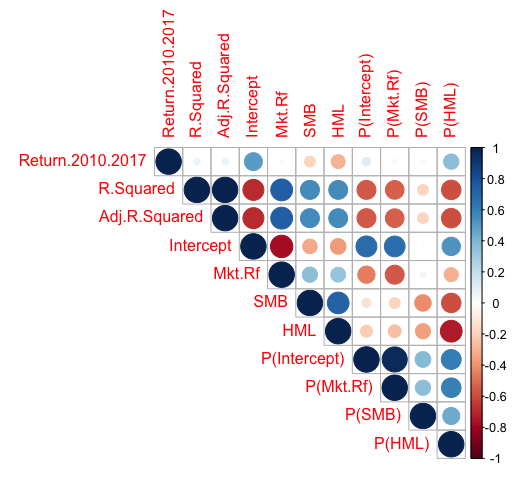 Return.2010.2017
R.Squared
Adj.R.Squared
Intercept
Mkt.Rf
SMB
HML
P(Intercept)
P(Mkt.Rf)
P(SMB)
P(HML)
Return.2010.2017
R.Squared
Adj.R.Squared
Intercept
Mkt.Rf
SMB
HML
P(Intercept)
P(Mkt.Rf)
P(SMB)
P(HML)
1
0.8
0.6
0.4
0.2
0
-0.2
-0.4
-0.6
-0.8
-1